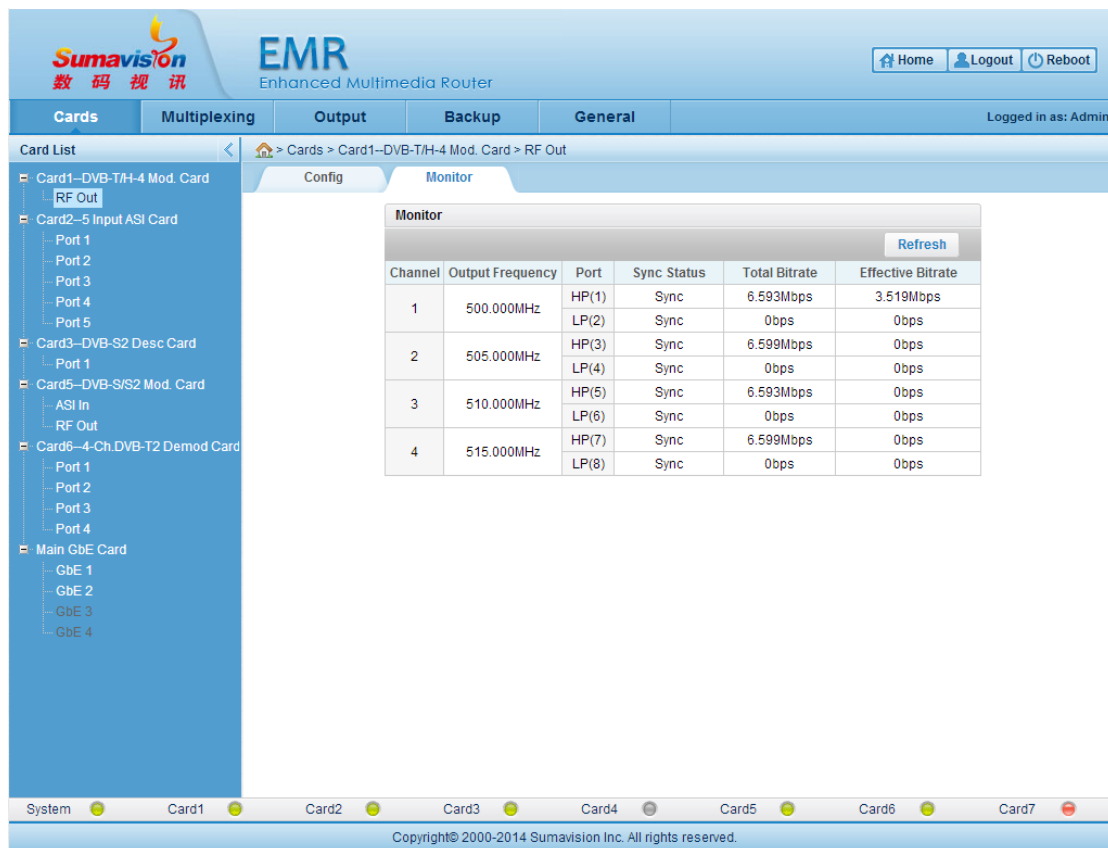 Sumavision
数码视讯
EMR
Enhanced Multimedia Router
Home Logout Reboot
Cards Multiplexing Output Backup General Logged in as: Admin
Card List
> Cards > Card1--DVB-T/H-4 Mod. Card > RF Out
Card1--DVB-T/H-4 Mod. Card
RF Out
Card2--5 Input ASI Card
Port 1
Port 2
Port 3
Port 4
Port 5
Card3--DVB-S2 Desc Card
Port 1
Card5--DVB-S/S2 Mod. Card
ASI In
RF Out
Card6--4-Ch.DVB-T2 Demod Card
Port 1
Port 2
Port 3
Port 4
Main GbE Card
GbE 1
GbE 2
GbE 3
GbE 4
Config Monitor
Monitor
Refresh
Channel Output Frequency Port Sync Status Total Bitrate Effective Bitrate
1 500.000MHz HP(1) Sync 6.593Mbps 3.519Mbps
LP(2) Sync 0bps 0bps
2 505.000MHz HP(3) Sync 6.599Mbps 0bps
LP(4) Sync 0bps 0bps
3 510.000MHz HP(5) Sync 6.593Mbps 0bps
LP(6) Sync 0bps 0bps
4 515.000MHz HP(7) Sync 6.599Mbps 0bps
LP(8) Sync 0bps 0bps
System Card1 Card2 Card3 Card4 Card5 Card6 Card7
Copyright© 2000-2014 Sumavision Inc. All rights reserved.